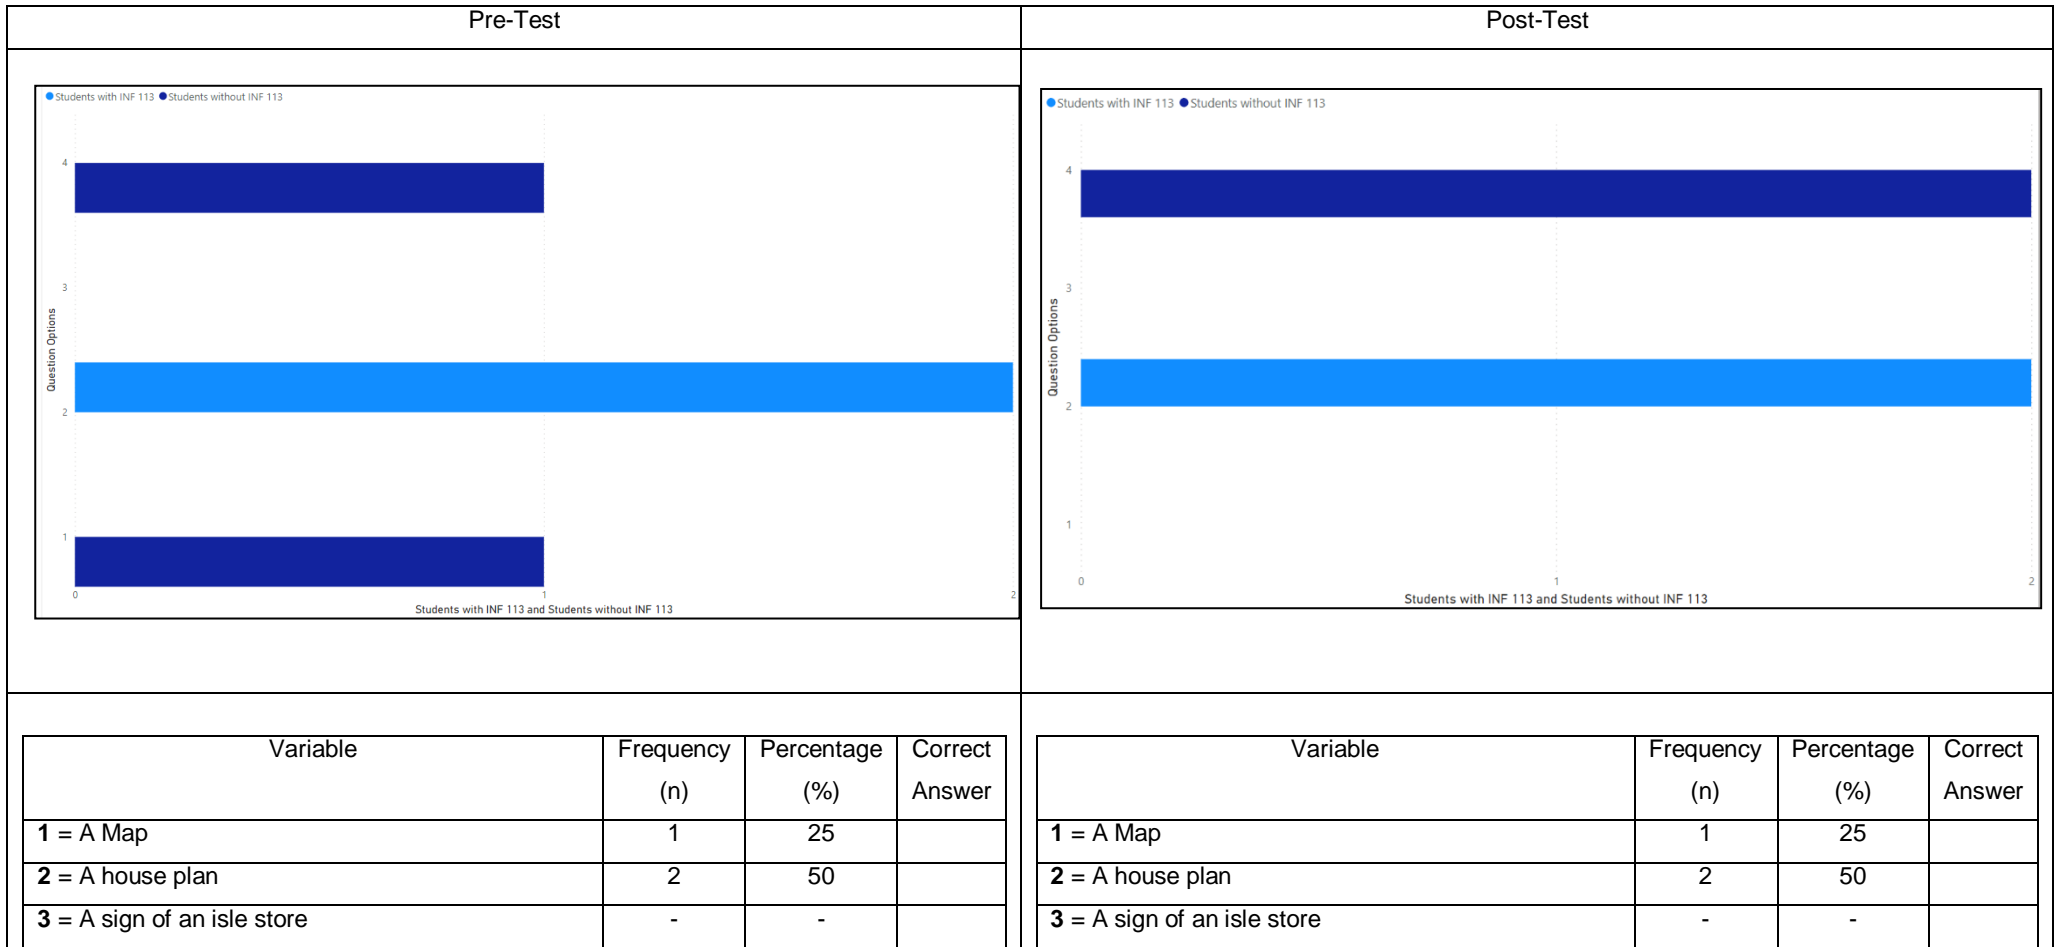 Pre-Test
Post-Test
Students with INF 113 Students without INF 113
4
3
2
1
Question Options
0 1 2
Students with INF 113 and Students without INF 113
Students with INF 113 Students without INF 113
4
3
2
1
Question Options
0 1 2
Students with INF 113 and Students without INF 113
Variable Frequency (n) Percentage (%) Correct Answer
1 = A Map 1 25
2 = A house plan 2 50
3 = A sign of an isle store - -
Variable Frequency (n) Percentage (%) Correct Answer
1 = A Map 1 25
2 = A house plan 2 50
3 = A sign of an isle store - -